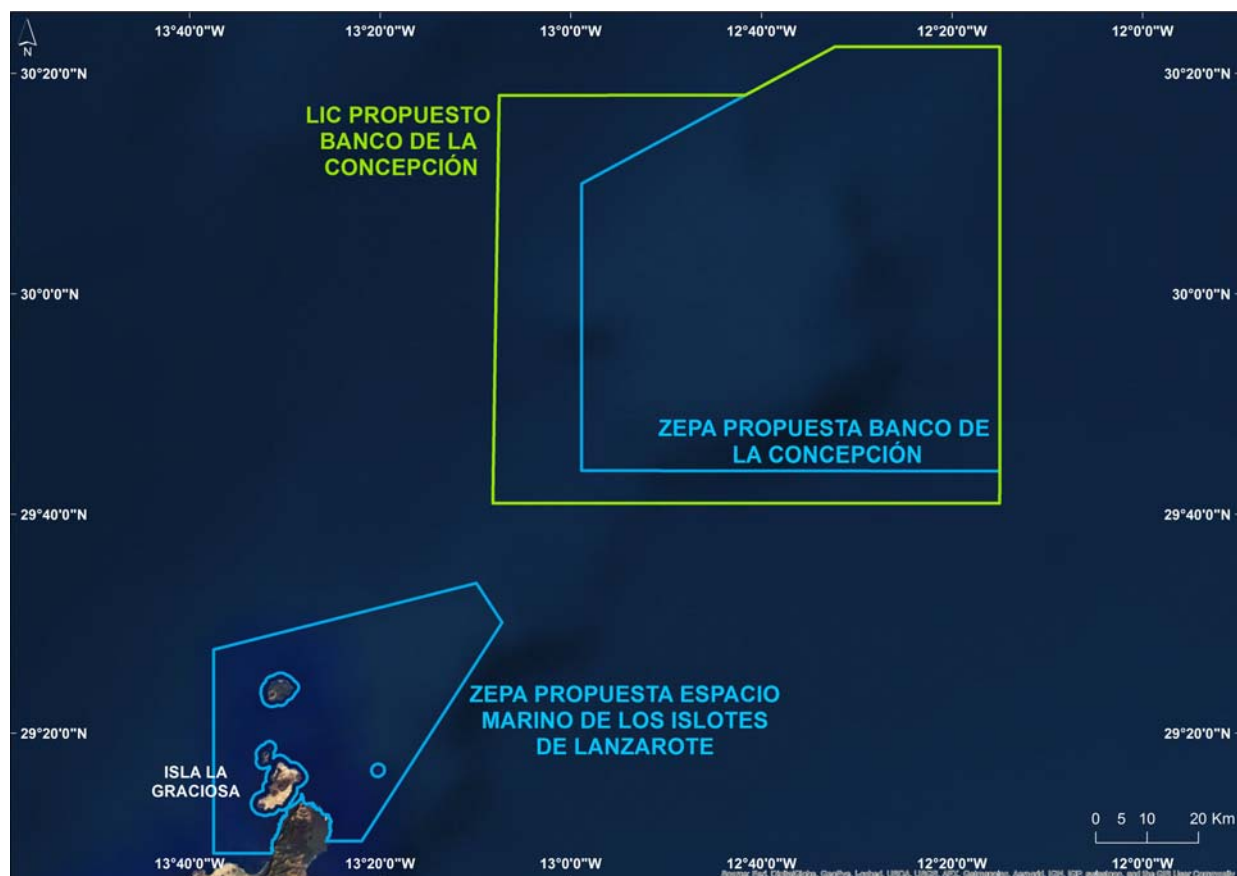 13°40'0"W 13°20'0"W 13°0'0"W 12°40'0"W 12°20'0"W 12°0'0"W
N
30°20'0"N 30°20'0"N
LIC PROPUESTO
BANCO DE LA
CONCEPCIÓN
30°0'0"N 30°0'0"N
ZEPA PROPUESTA BANCO DE
LA CONCEPCIÓN
29°40'0"N 29°40'0"N
ZEPA PROPUESTA ESPACIO
MARINO DE LOS ISLOTES
DE LANZAROTE
29°20'0"N 29°20'0"N
ISLA LA
GRACIOSA
0 5 10 20 Km
13°40'0"W 13°20'0"W 13°0'0"W 12°40'0"W 12°20'0"W 12°0'0"W